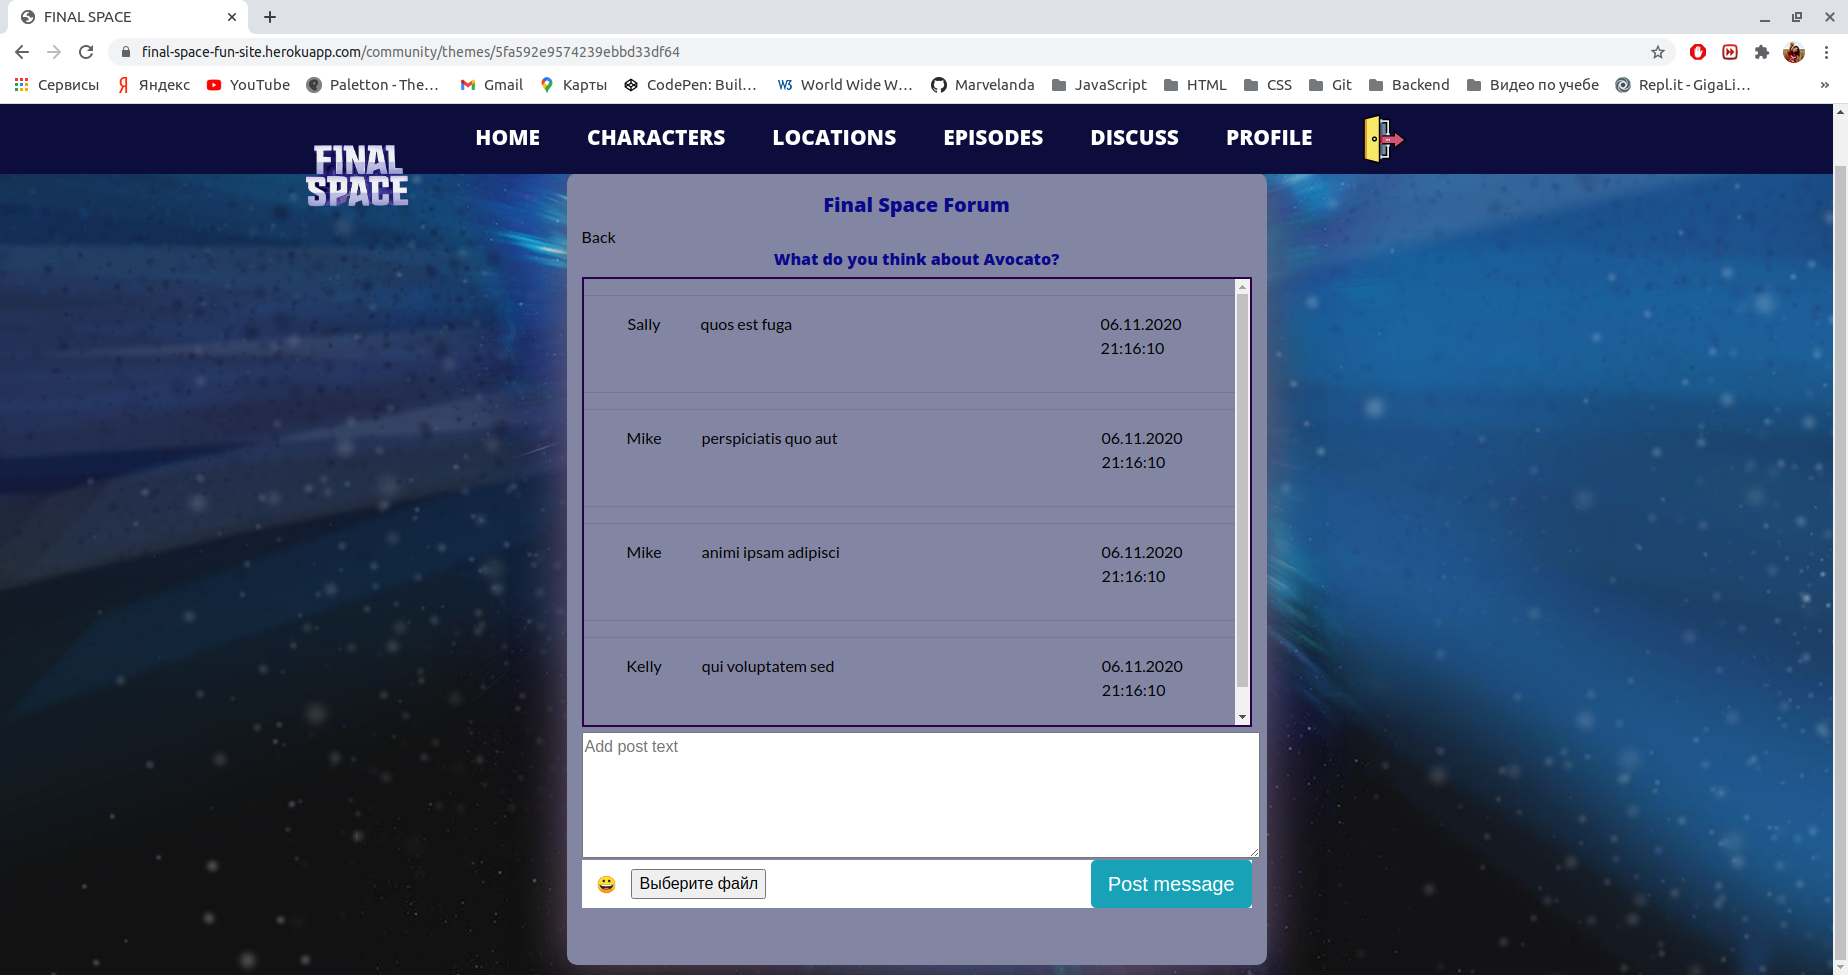 FINAL SPACE
final-space-fun-site.herokuapp.com/community/themes/5fa592e9574239ebbd33df64
Сервисы Яндекс YouTube Paletton - The... Gmail Карты CodePen: Buil... World Wide W... Marvelanda JavaScript HTML CSS Git Backend Видео по учебе Repl.it - GigaLi... »
FINAL
SPACE
HOME CHARACTERS LOCATIONS EPISODES DISCUSS PROFILE
Final Space Forum
Back
What do you think about Avocato?
Sally quos est fuga 06.11.2020
21:16:10
Mike perspiciatis quo aut 06.11.2020
21:16:10
Mike animi ipsam adipisci 06.11.2020
21:16:10
Kelly qui voluptatem sed 06.11.2020
21:16:10
Add post text
Выберите файл Post message